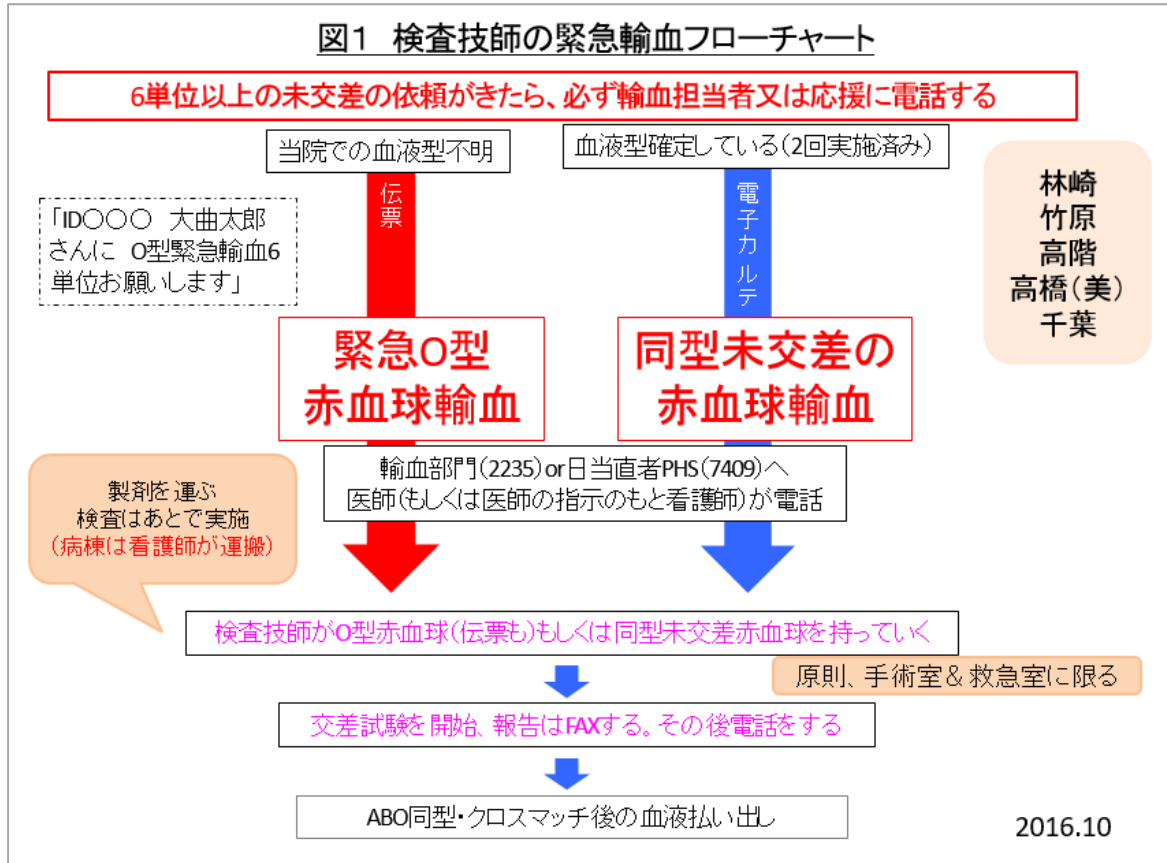 図1 検査技師の緊急輸血フローチャート
6単位以上の未交差の依頼がきたら、必ず輸血担当者又は応援に電話する
当院での血液型不明
血液型確定している(2回実施済み)
伝票
電子カルテ
「ID○○○ 大曲太郎
さんに O型緊急輸血6
単位お願いします」
林崎
竹原
高階
高橋(美)
千葉
緊急O型
赤血球輸血
同型未交差の
赤血球輸血
輸血部門(2235)or日当直者PHS(7409)へ
医師(もしくは医師の指示のもと看護師)が電話
製剤を運ぶ
検査はあとで実施
(病棟は看護師が運搬)
検査技師がO型赤血球(伝票も)もしくは同型未交差赤血球を持っていく
原則、手術室&救急室に限る
交差試験を開始、報告はFAXする。その後電話をする
ABO同型・クロスマッチ後の血液払い出し
2016.10